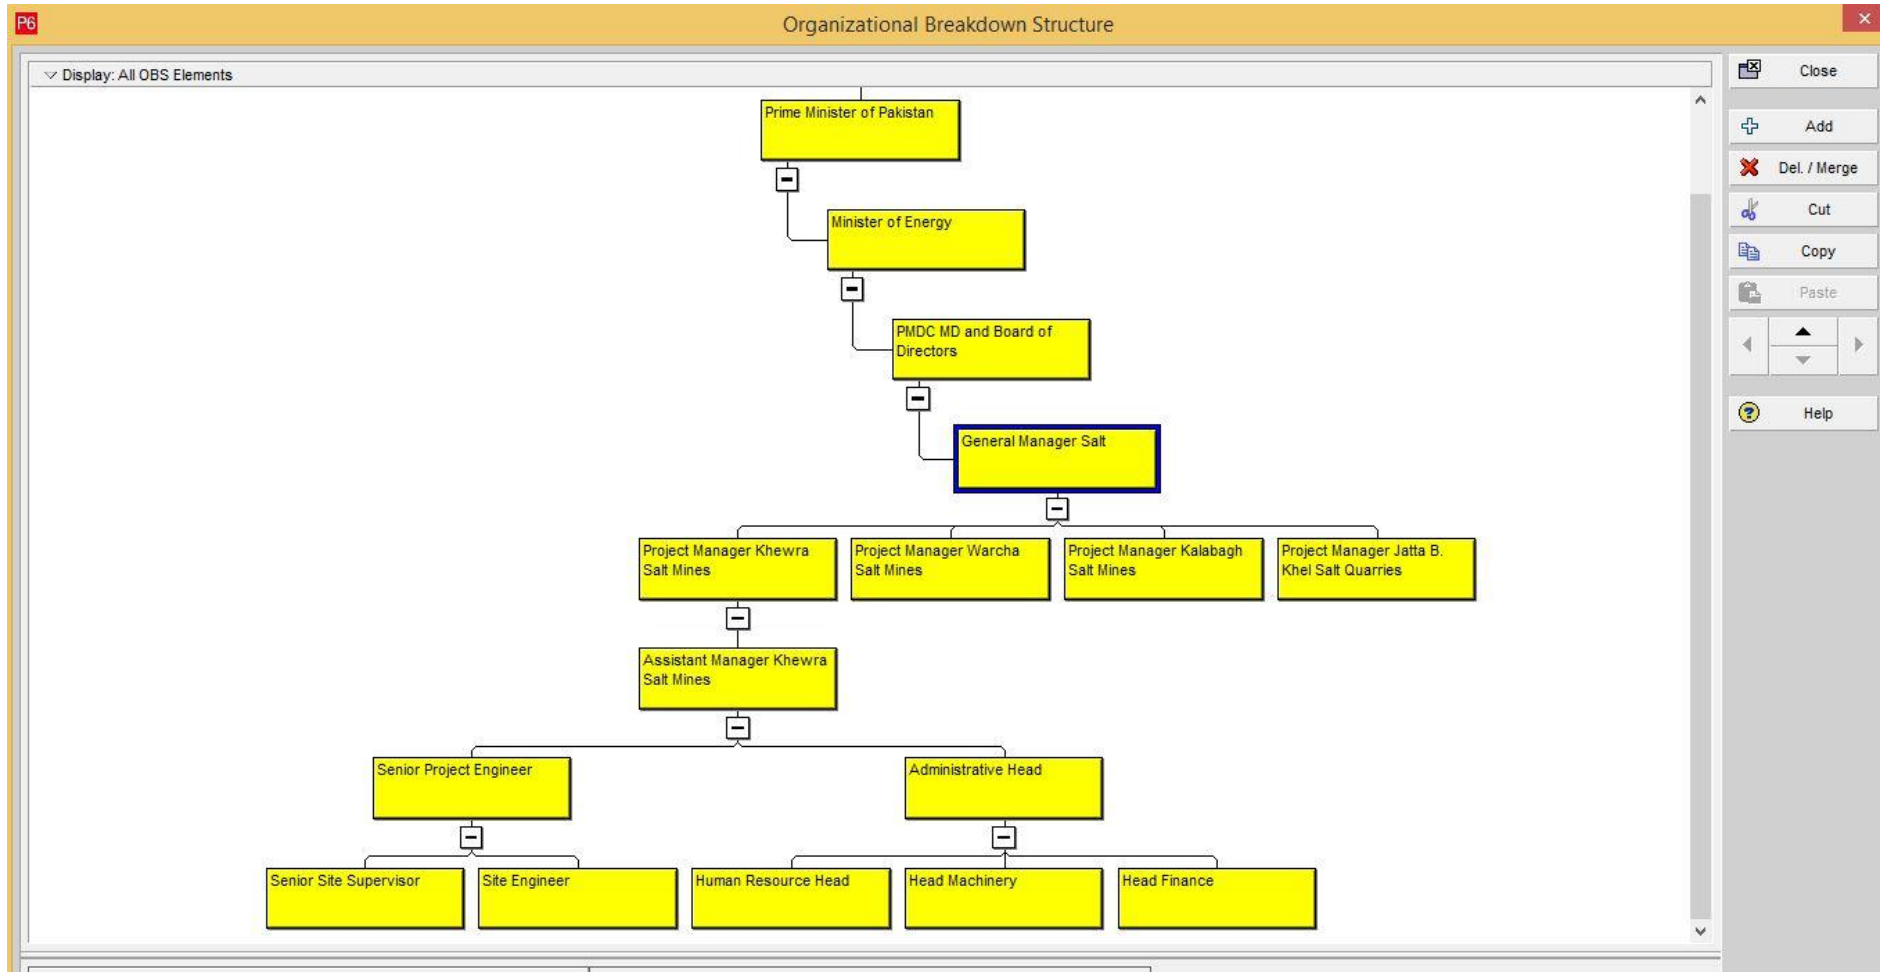 P6
Organizational Breakdown Structure
Display: All OBS Elements
Close
Add
Del. / Merge
Cut
Copy
Paste
Help
Prime Minister of Pakistan
Minister of Energy
PMDC MD and Board of
Directors
General Manager Salt
Project Manager Khewra
Salt Mines
Project Manager Warcha
Salt Mines
Project Manager Kalabagh
Salt Mines
Project Manager Jatta B.
Khel Salt Quarries
Assistant Manager Khewra
Salt Mines
Senior Project Engineer
Administrative Head
Senior Site Supervisor
Site Engineer
Human Resource Head
Head Machinery
Head Finance